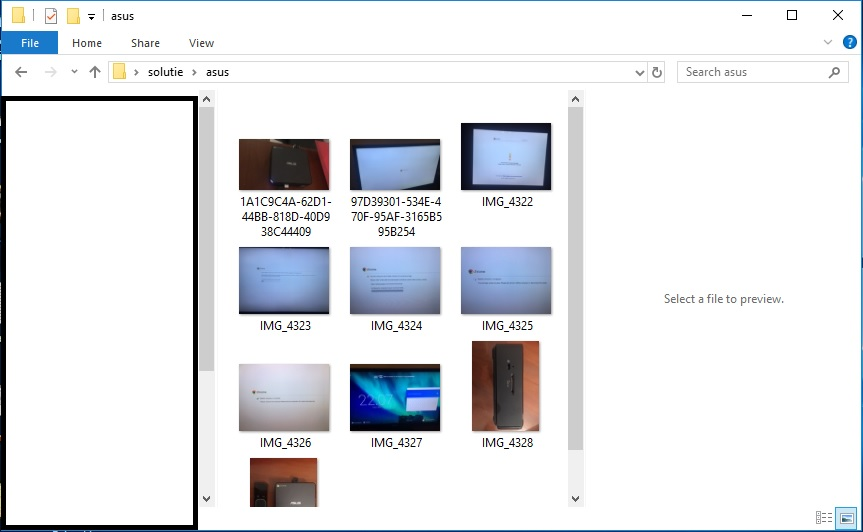 asus
File
Home
Share
View
solutie
asus
Search asus
1A1C9C4A-62D1-
44BB-818D-40D9
38C44409
97D39301-534E-4
70F-95AF-3165B5
95B254
IMG_4322
IMG_4323
IMG_4324
IMG_4325
IMG_4326
IMG_4327
IMG_4328
Select a file to preview.